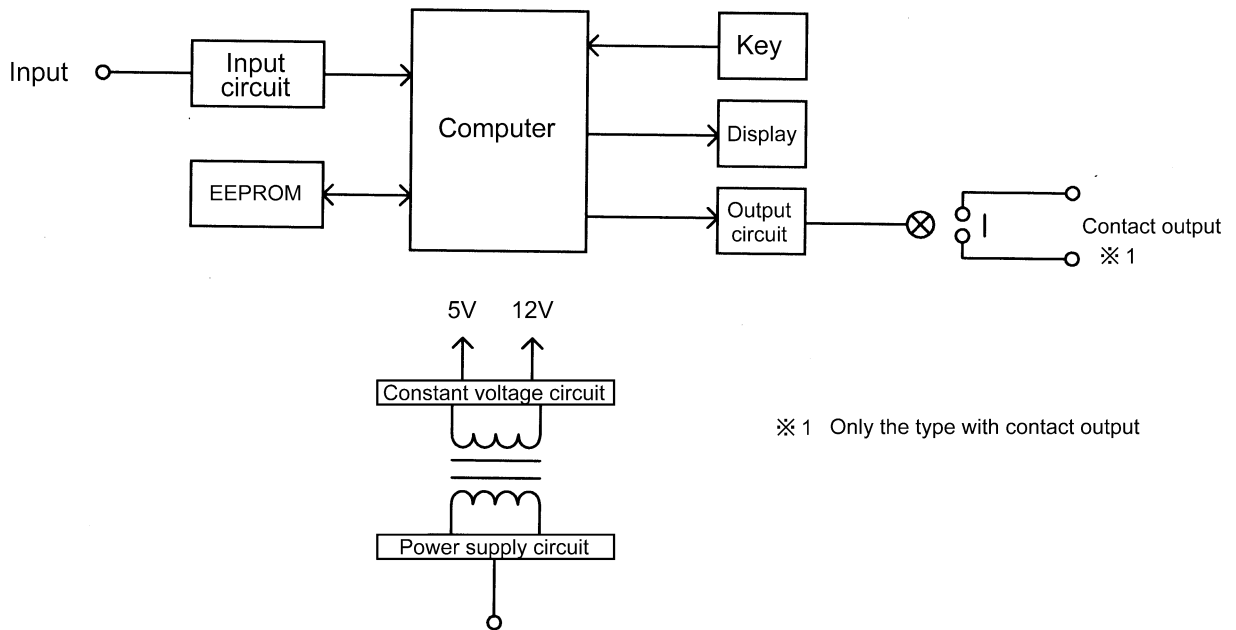 Input
Input
circuit
EEPROM
Computer
Key
Display
Output
circuit
Contact output
※ 1
5V 12V
Constant voltage circuit
Power supply circuit
※ 1 Only the type with contact output